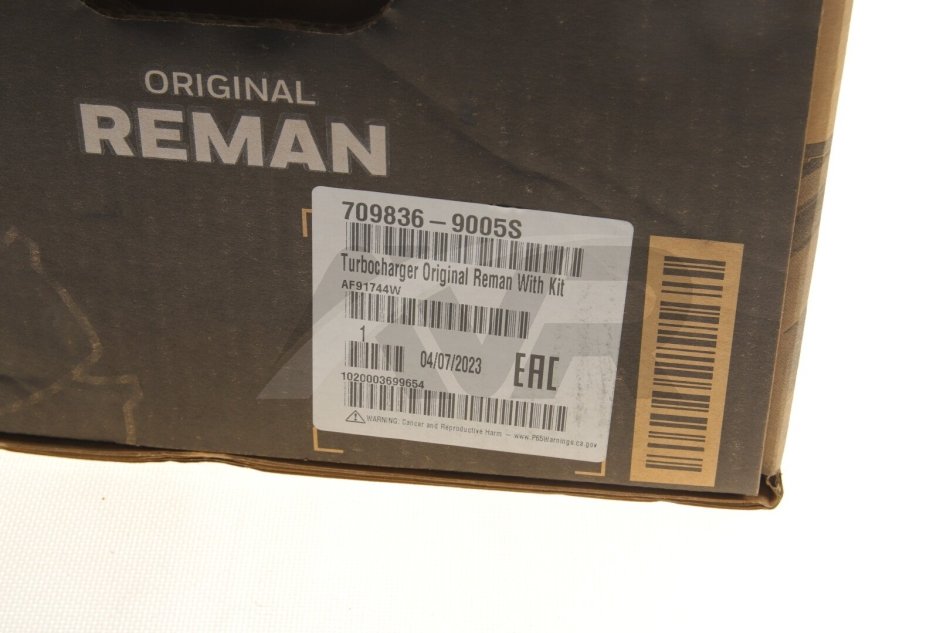 ORIGINAL
REMAN
709836 – 9005S
Turbocharger Original Reman With Kit
AF91744W
1
04/07/2023
EAC
1020003699654
WARNING: Cancer and Reproductive Harm — www.P65Warnings.ca.gov